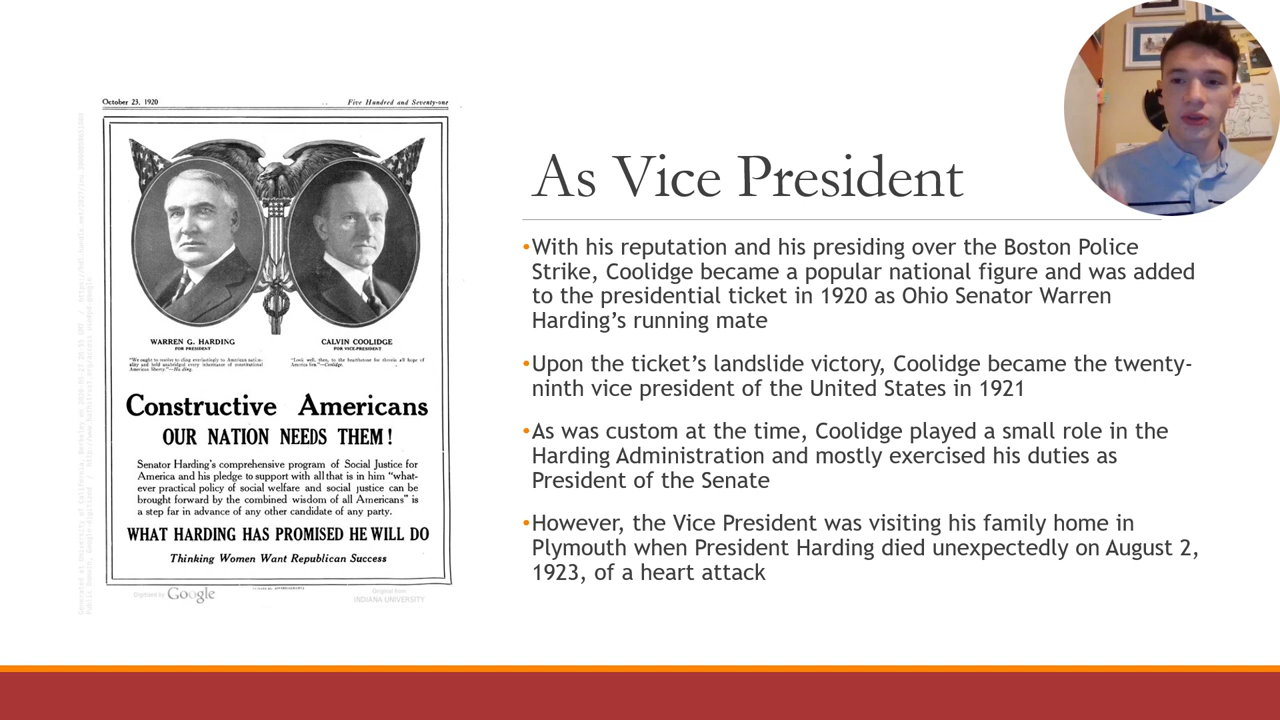 October 23, 1920
Five Hundred and Seventy-one
WARREN G. HARDING
FOR PRESIDENT
CALVIN COOLIDGE
FOR VICE-PRESIDENT
Constructive Americans
OUR NATION NEEDS THEM!
Senator Harding's comprehensive program of Social Justice for
America and his pledge to support with all that is in him "what-
ever practical policy of social welfare and social justice can be
brought forward by the combined wisdom of all Americans" is
a step far in advance of any other candidate of any party.
WHAT HARDING HAS PROMISED HE WILL DO
Thinking Women Want Republican Success
Digitized by Google
Original from
INDIANA UNIVERSITY
As Vice President
•With his reputation and his presiding over the Boston Police
Strike, Coolidge became a popular national figure and was added
to the presidential ticket in 1920 as Ohio Senator Warren
Harding's running mate
•Upon the ticket's landslide victory, Coolidge became the twenty-
ninth vice president of the United States in 1921
•As was custom at the time, Coolidge played a small role in the
Harding Administration and mostly exercised his duties as
President of the Senate
•However, the Vice President was visiting his family home in
Plymouth when President Harding died unexpectedly on August 2,
1923, of a heart attack